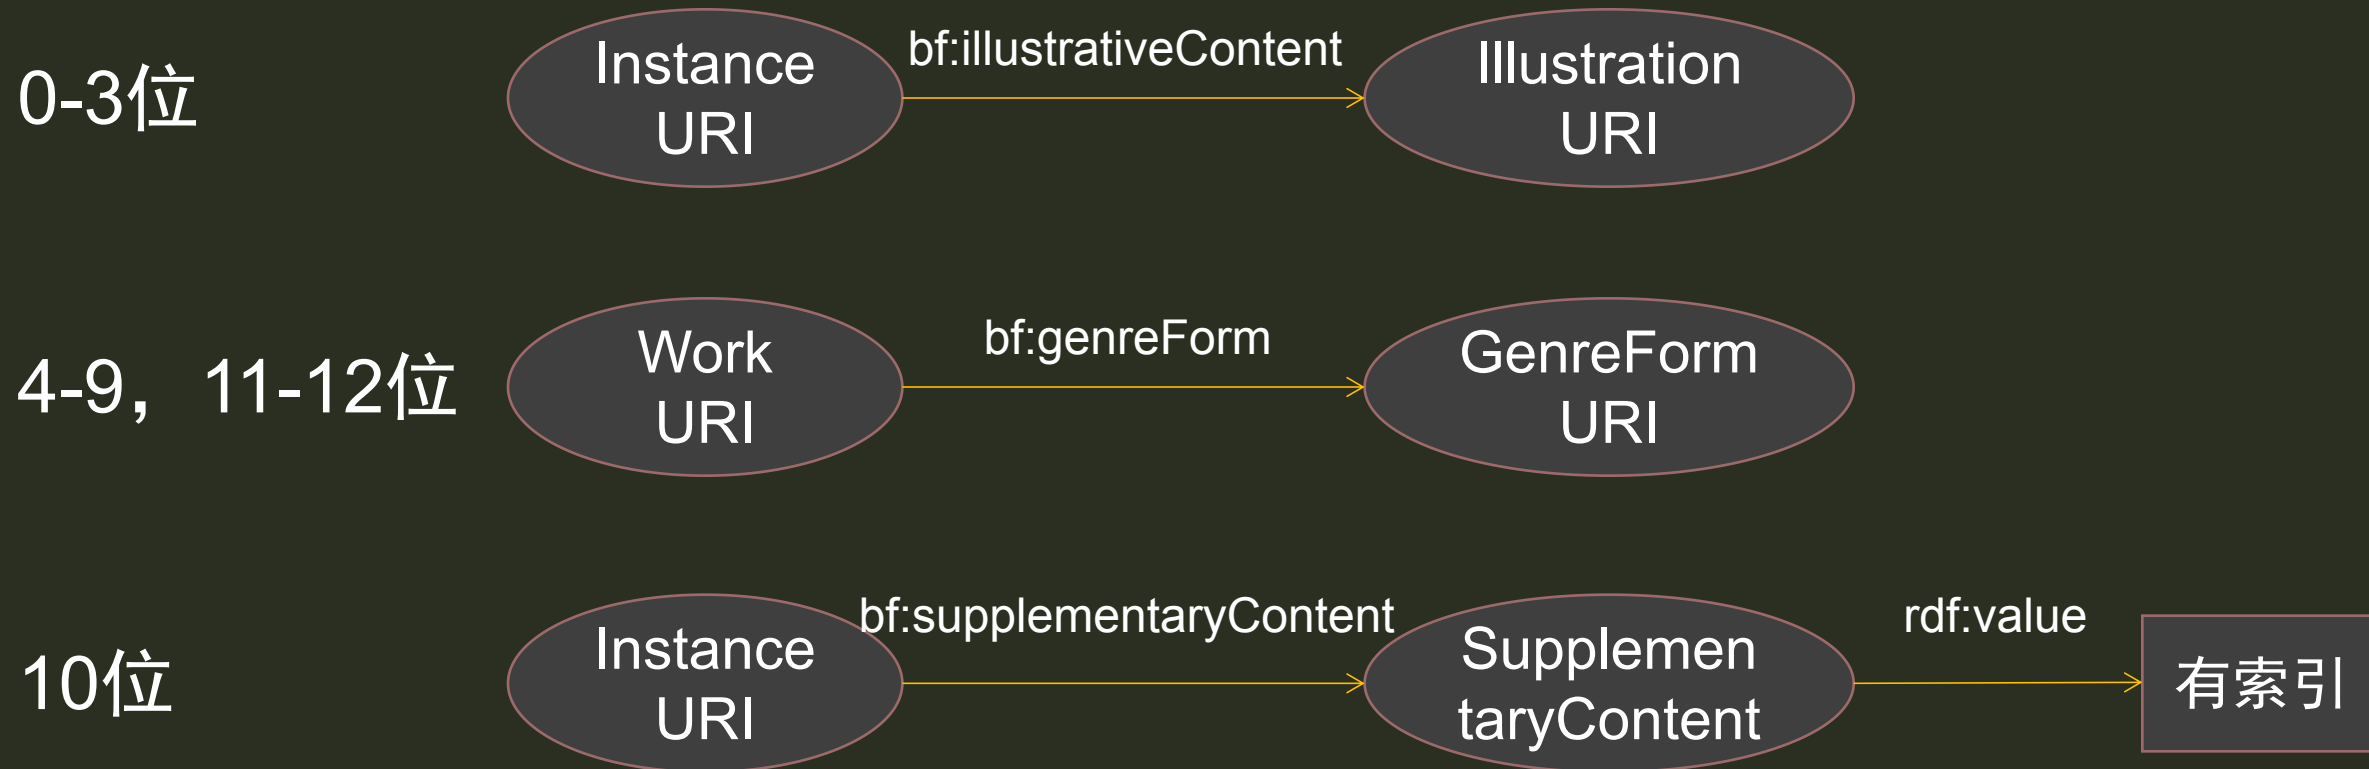 0-3位
Instance
URI
bf:illustrativeContent
Illustration
URI
4-9，11-12位
Work
URI
bf:genreForm
GenreForm
URI
10位
Instance
URI
bf:supplementaryContent
Supplemen
taryContent
rdf:value
有索引